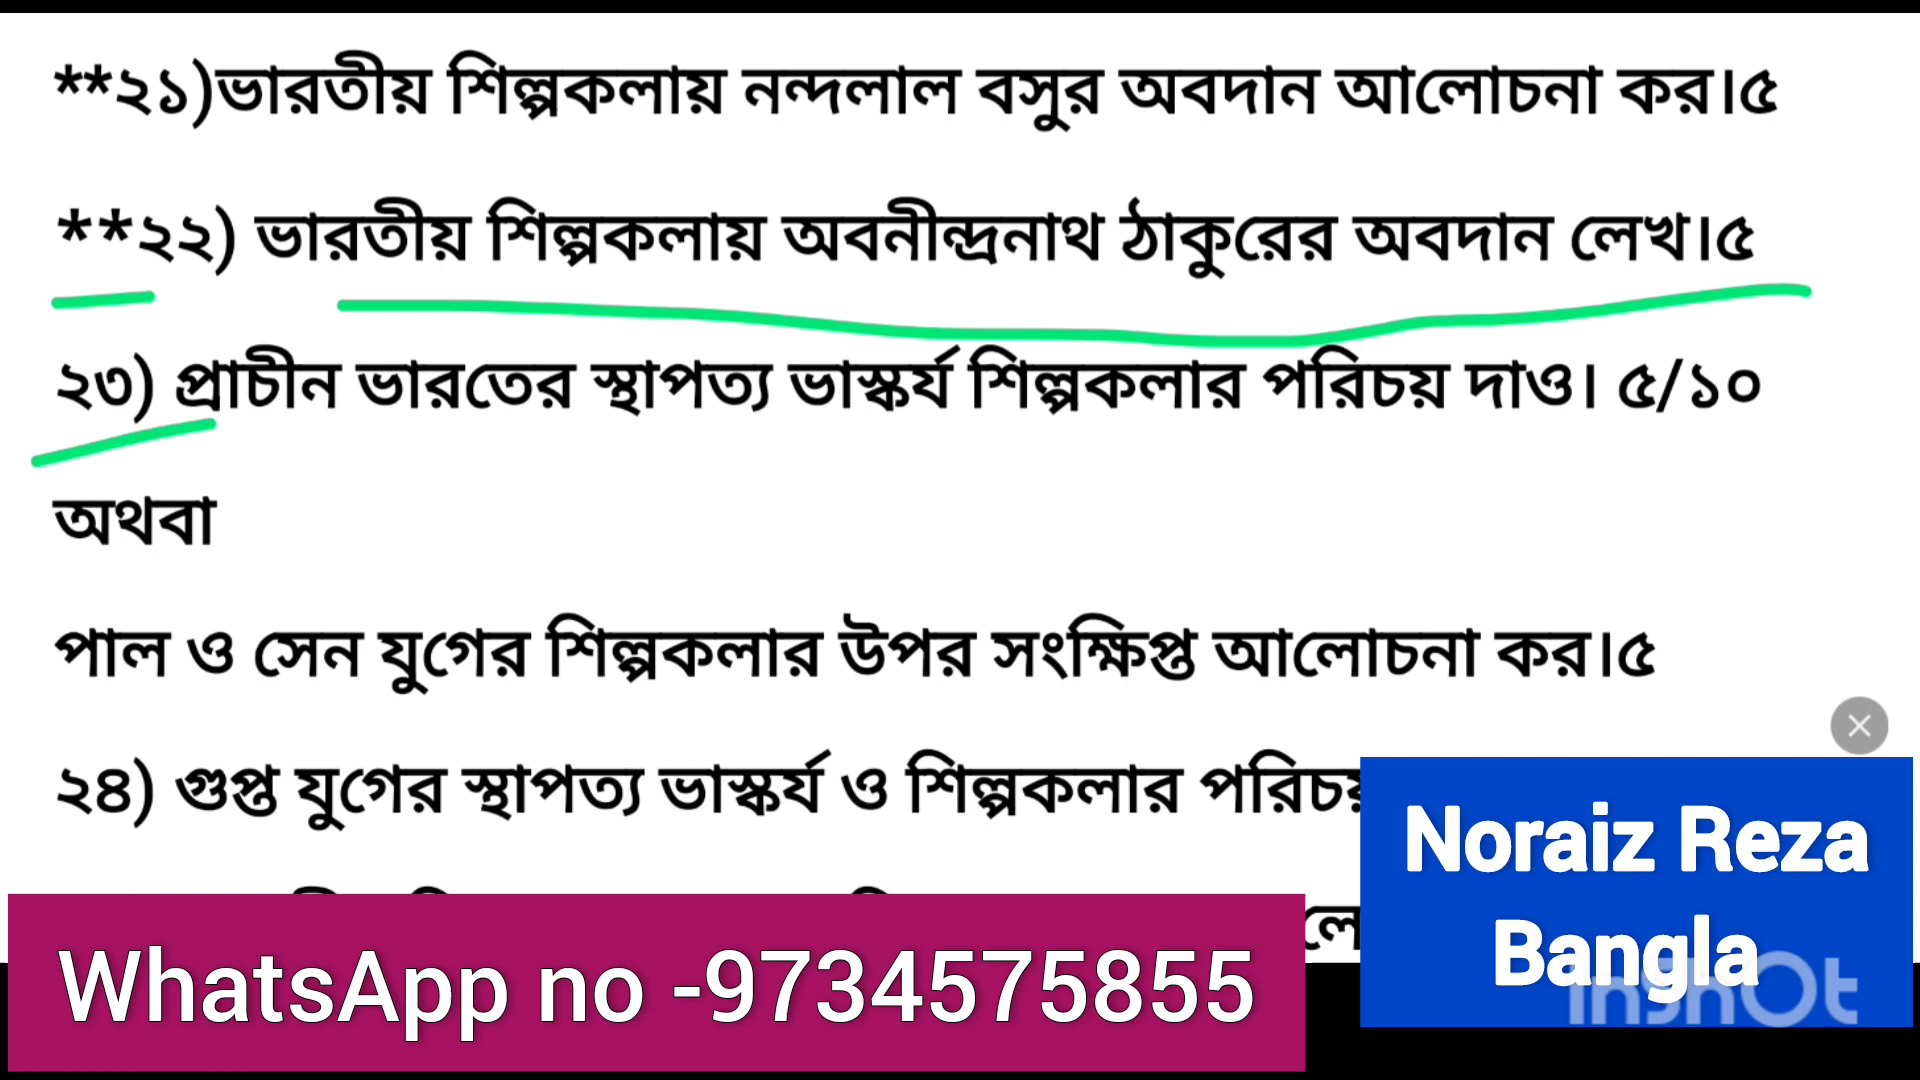 **২১)ভারতীয় শিল্পকলায় নন্দলাল বসুর অবদান আলোচনা কর।৫
**২২) ভারতীয় শিল্পকলায় অবনীন্দ্রনাথ ঠাকুরের অবদান লেখ।৫
২৩) প্রাচীন ভারতের স্থাপত্য ভাস্কর্য শিল্পকলার পরিচয় দাও। ৫/১০
অথবা
পাল ও সেন যুগের শিল্পকলার উপর সংক্ষিপ্ত আলোচনা কর।৫
২৪) গুপ্ত যুগের স্থাপত্য ভাস্কর্য ও শিল্পকলার পরিচয়
Noraiz Reza
Bangla
WhatsApp no -9734575855
InShOt